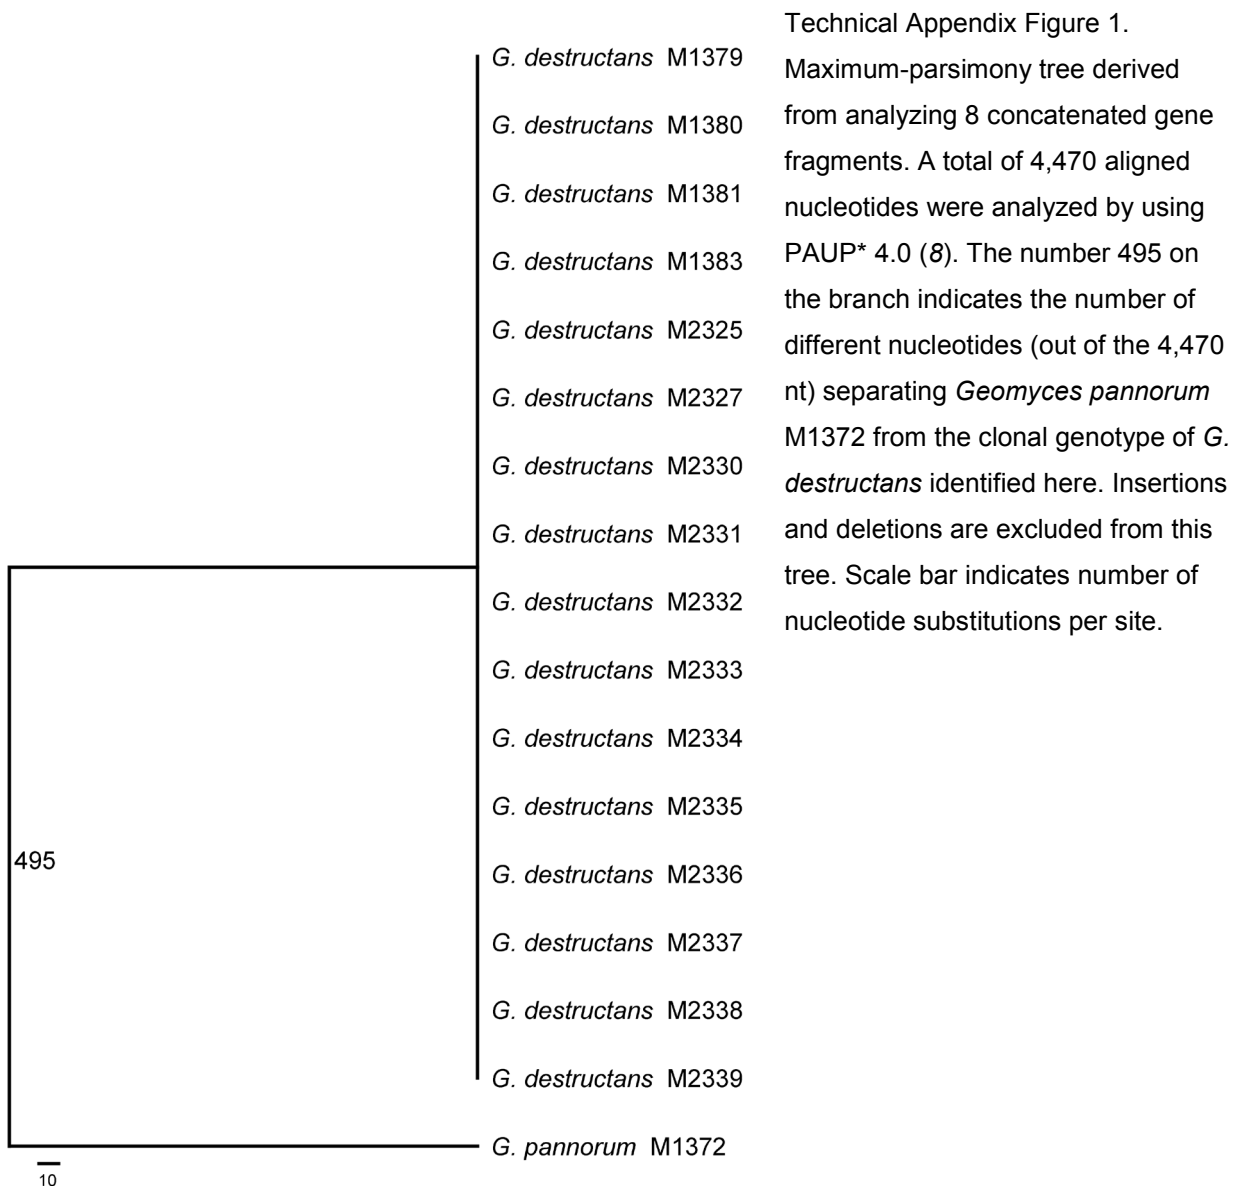 G. destructans M1379
G. destructans M1380
G. destructans M1381
G. destructans M1383
G. destructans M2325
G. destructans M2327
G. destructans M2330
G. destructans M2331
G. destructans M2332
G. destructans M2333
G. destructans M2334
G. destructans M2335
G. destructans M2336
G. destructans M2337
G. destructans M2338
G. destructans M2339
G. pannorum M1372
495
10
Technical Appendix Figure 1.
Maximum-parsimony tree derived
from analyzing 8 concatenated gene
fragments. A total of 4,470 aligned
nucleotides were analyzed by using
PAUP* 4.0 (8). The number 495 on
the branch indicates the number of
different nucleotides (out of the 4,470
nt) separating Geomyces pannorum
M1372 from the clonal genotype of G.
destructans identified here. Insertions
and deletions are excluded from this
tree. Scale bar indicates number of
nucleotide substitutions per site.